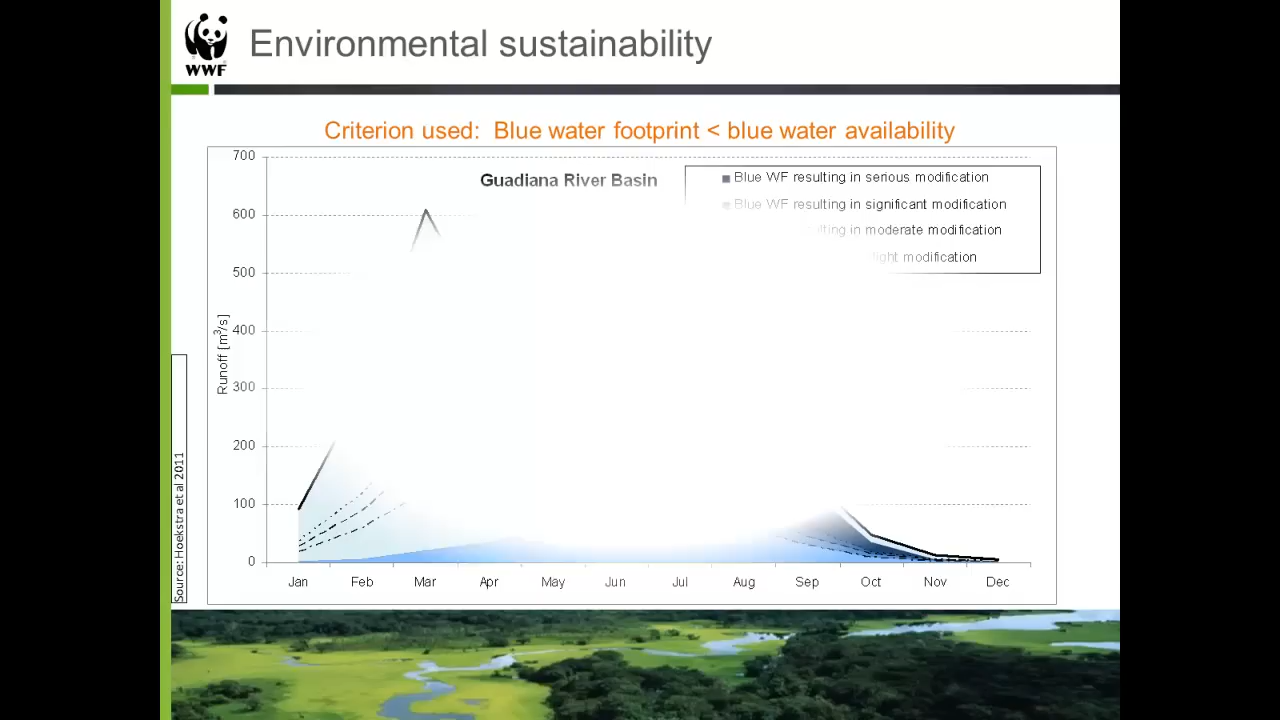 WWF
Environmental sustainability
Criterion used: Blue water footprint < blue water availability
Guadiana River Basin
Blue WF resulting in serious modification
Blue WF resulting in significant modification
in moderate modification
modification
Runoff [m³/s]
700
600
500
400
300
200
100
0
Jan Feb Mar Apr May Jun Jul Aug Sep Oct Nov Dec
Source: Hoekstra et al 2011